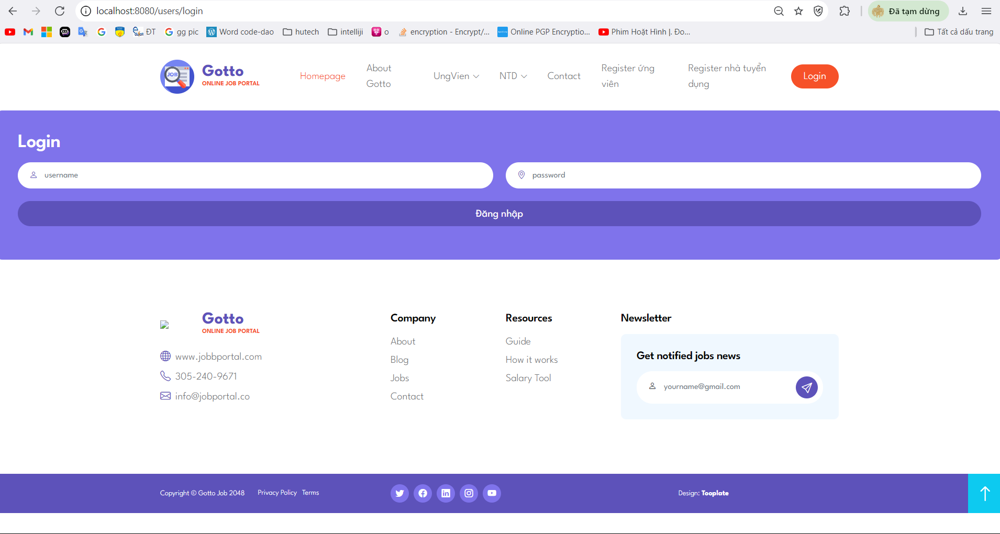 localhost:8080/users/login
Đã tạm dừng
ĐT
gg pic
Word code-dao
hutech
intelliji
o
encryption - Encrypt/...
Online PGP Encryptio...
Phim Hoạt Hình |. Đo...
Tất cả dấu trang
JOB
Gotto
ONLINE JOB PORTAL
Homepage
About
Gotto
UngVien
NTD
Contact
Register ứng
viên
Register nhà tuyển
dụng
Login
Login
username
password
Đăng nhập
Gotto
ONLINE JOB PORTAL
www.jobbportal.com
305-240-9671
info@jobportal.co
Company
About
Blog
Jobs
Contact
Resources
Guide
How it works
Salary Tool
Newsletter
Get notified jobs news
yourname@gmail.com
Copyright © Gotto Job 2048
Privacy Policy
Terms
Design: Tooplate